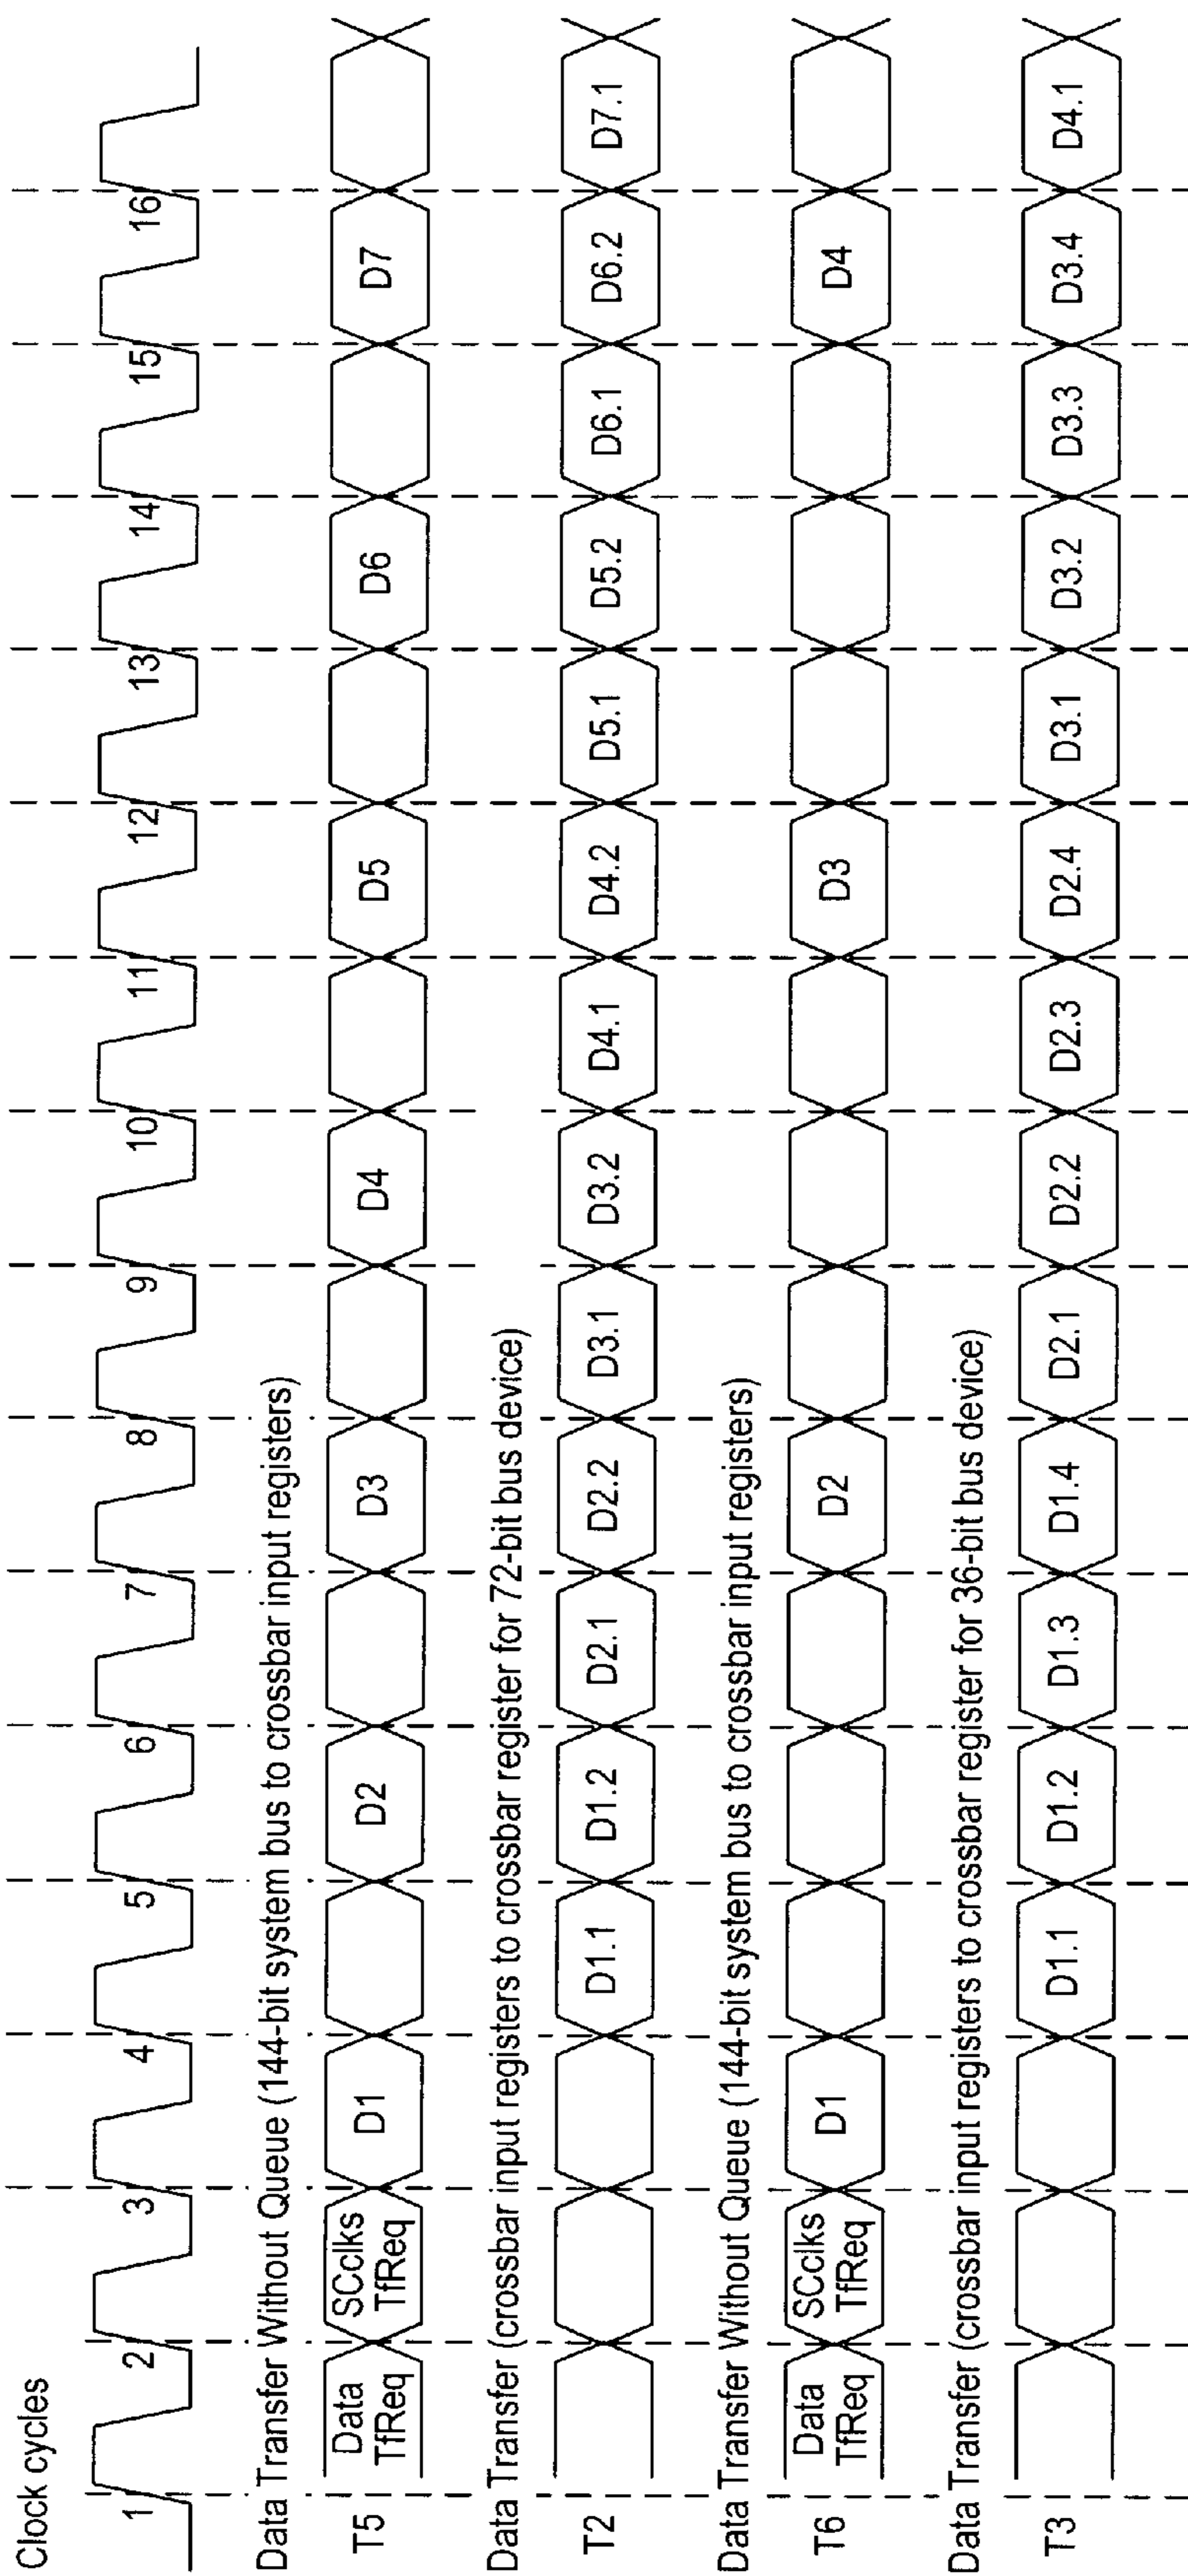 Clock cycles
1 2 3 4 5 6 7 8 9 10 11 12 13 14 15 16
Data Transfer Without Queue (144-bit system bus to crossbar input registers)
T5 Data TfReq SCclks TfReq D1 D2 D3 D4 D5 D6 D7
Data Transfer (crossbar input registers to crossbar register for 72-bit bus device)
T2 D1.1 D1.2 D2.1 D2.2 D3.1 D3.2 D4.1 D4.2 D5.1 D5.2 D6.1 D6.2 D7.1
Data Transfer Without Queue (144-bit system bus to crossbar input registers)
T6 Data TfReq SCclks TfReq D1 D2 D3 D4
Data Transfer (crossbar input registers to crossbar register for 36-bit bus device)
T3 D1.1 D1.2 D1.3 D1.4 D2.1 D2.2 D2.3 D2.4 D3.1 D3.2 D3.3 D3.4 D4.1